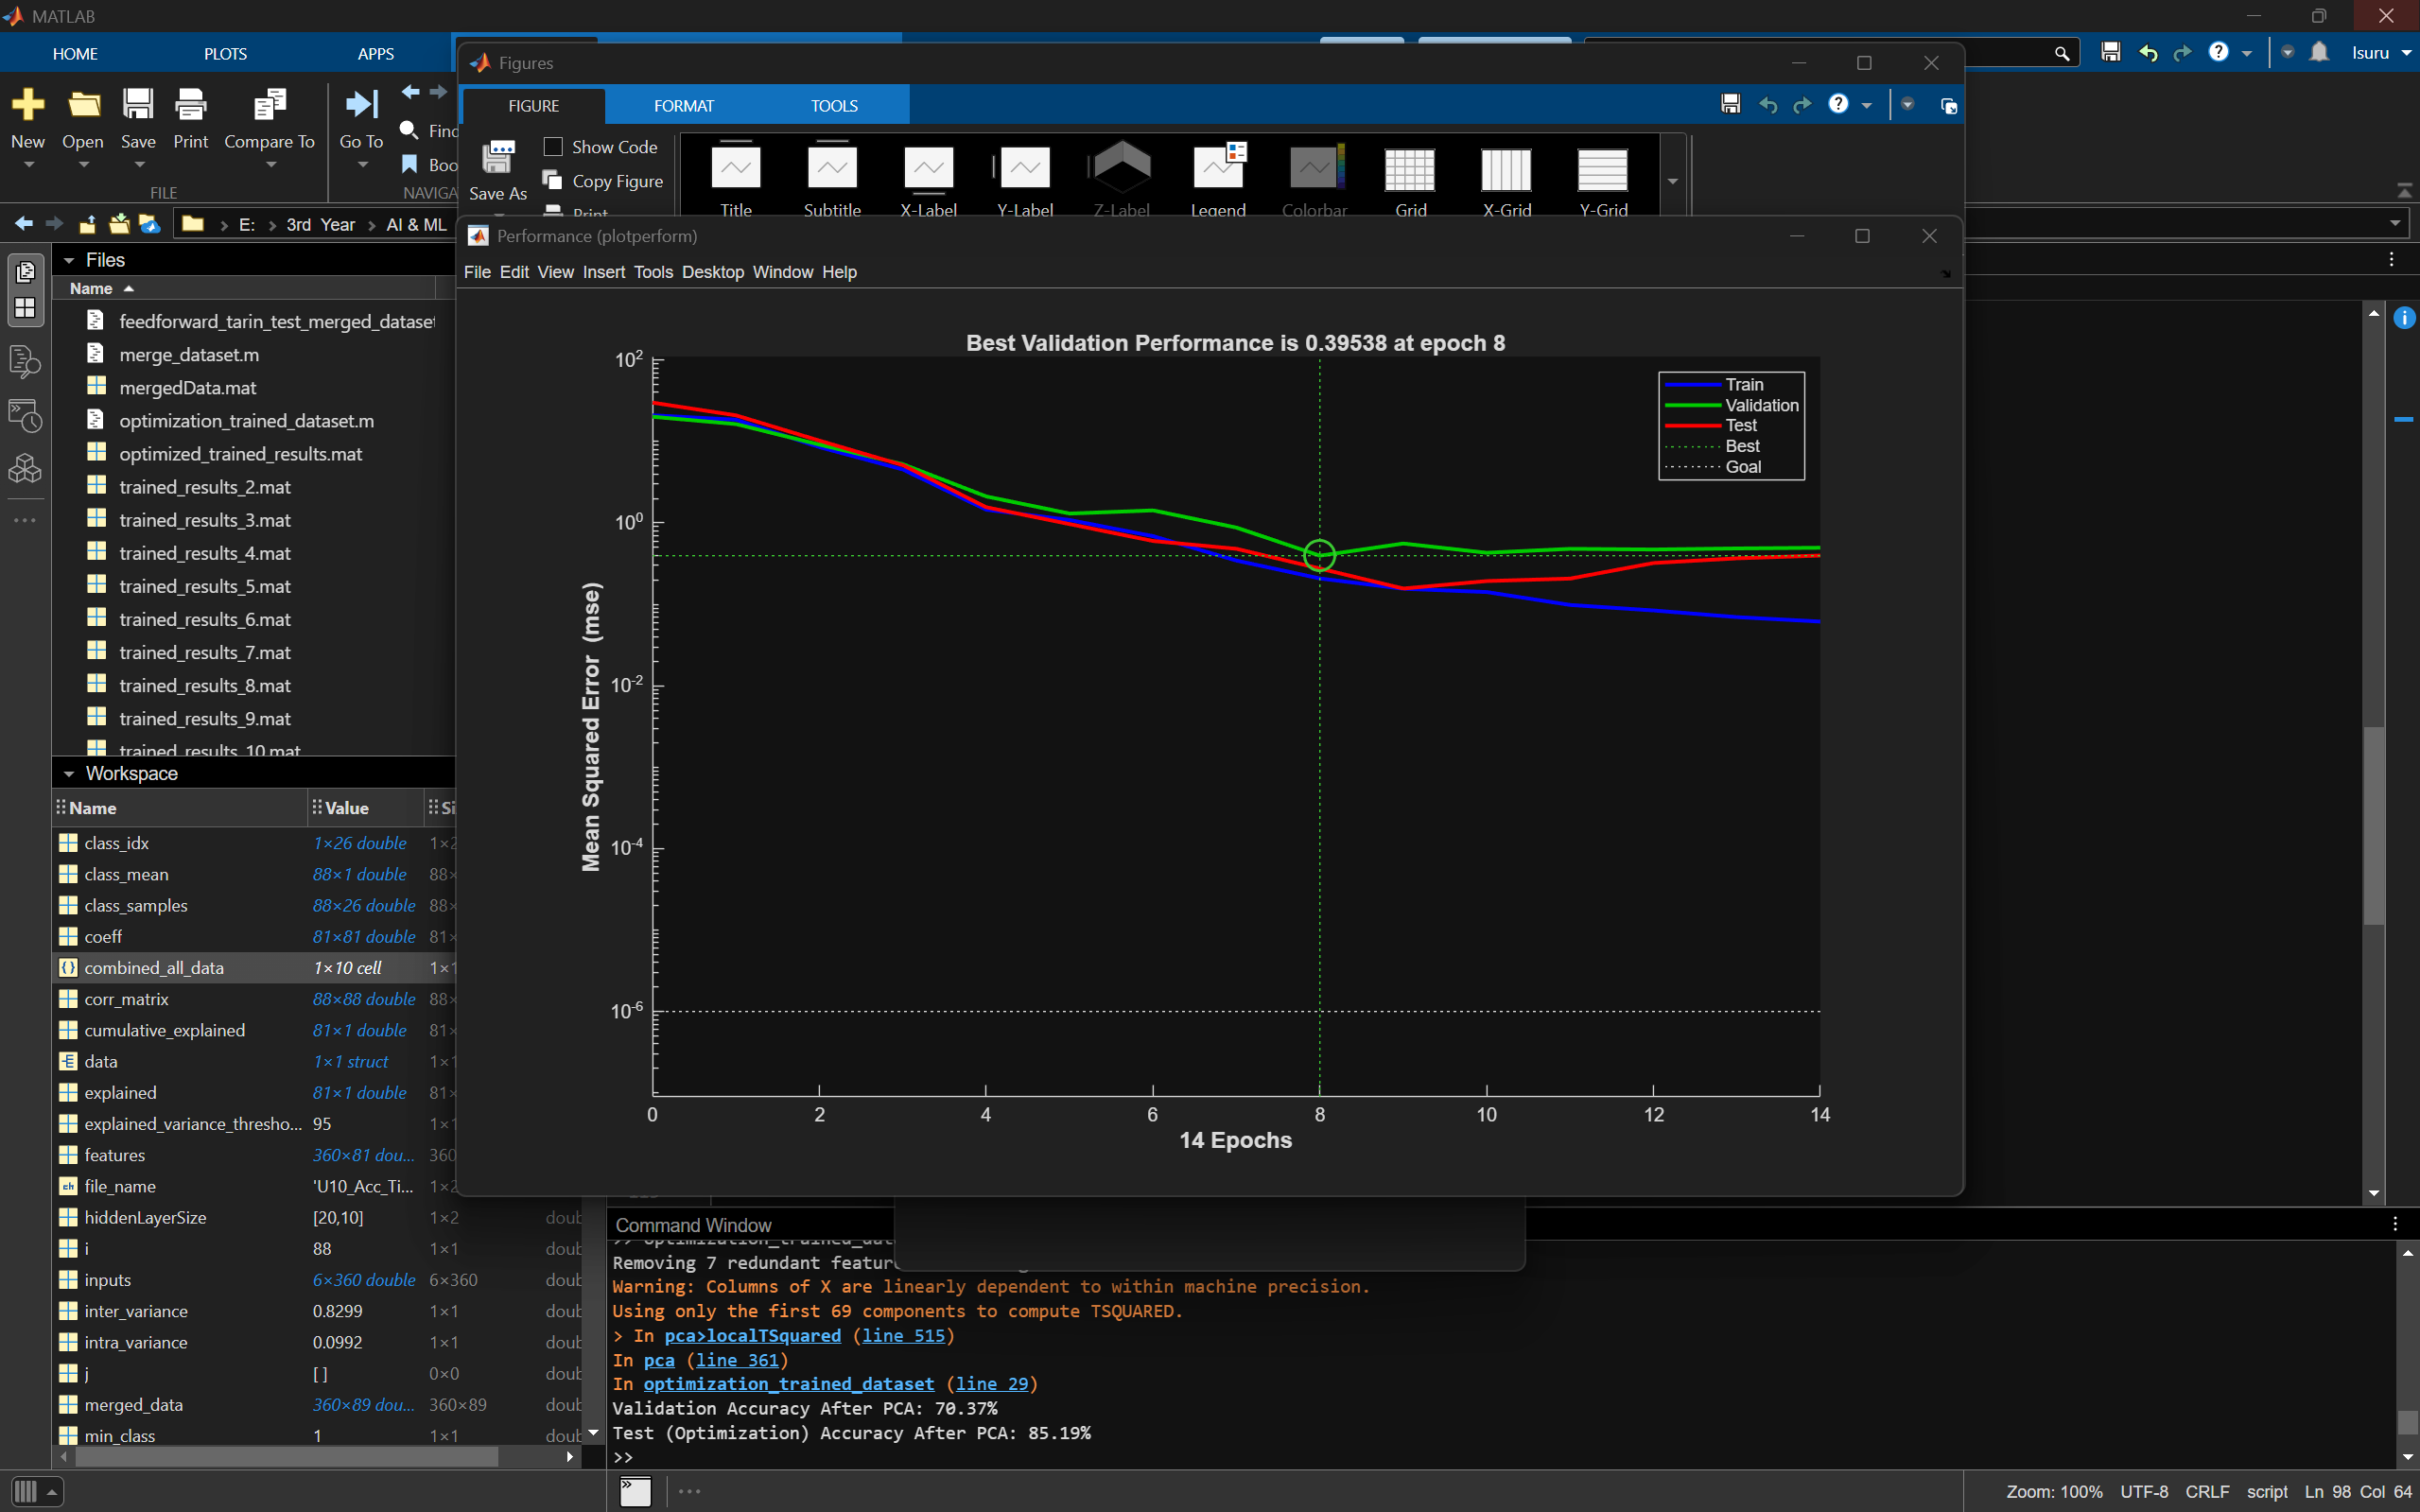 MATLAB
HOME PLOTS APPS
Isuru
New Open Save Print Compare To Go To Find
FILE
E: 3rd Year AI & ML
Files
Name
feedforward_tarin_test_merged_dataset
merge_dataset.m
mergedData.mat
optimization_trained_dataset.m
optimized_trained_results.mat
trained_results_2.mat
trained_results_3.mat
trained_results_4.mat
trained_results_5.mat
trained_results_6.mat
trained_results_7.mat
trained_results_8.mat
trained_results_9.mat
trained_results_10.mat
Workspace
Name Value Si
class_idx 1×26 double 1×2
class_mean 88×1 double 88×
class_samples 88×26 double 88×
coeff 81×81 double 81×
combined_all_data 1×10 cell 1×1
corr_matrix 88×88 double 88×
cumulative_explained 81×1 double 81×
data 1×1 struct 1×1
explained 81×1 double 81×
explained_variance_thresho... 95 1×1
features 360×81 dou... 360
file_name 'U10_Acc_Ti... 1×2
hiddenLayerSize [20,10] 1×2 doub
i 88 1×1 doub
inputs 6×360 double 6×360 doub
inter_variance 0.8299 1×1 doub
intra_variance 0.0992 1×1 doub
j [] 0×0 doub
merged_data 360×89 dou... 360×89 doub
min_class 1 1×1 doub
Figures
FIGURE FORMAT TOOLS
Save As
Show Code
Copy Figure
Print
Title Subtitle X-Label Y-Label Z-Label Legend Colorbar Grid X-Grid Y-Grid
Performance (plotperform)
File Edit View Insert Tools Desktop Window Help
Best Validation Performance is 0.39538 at epoch 8
Train
Validation
Test
Best
Goal
Mean Squared Error (mse)
10²
10⁰
10⁻²
10⁻⁴
10⁻⁶
0 2 4 6 8 10 12 14
14 Epochs
Command Window
Removing 7 redundant featur
Warning: Columns of X are linearly dependent to within machine precision.
Using only the first 69 components to compute TSQUARED.
> In pca>localTSquared (line 515)
In pca (line 361)
In optimization_trained_dataset (line 29)
Validation Accuracy After PCA: 70.37%
Test (Optimization) Accuracy After PCA: 85.19%
>>
Zoom: 100% UTF-8 CRLF script Ln 98 Col 64